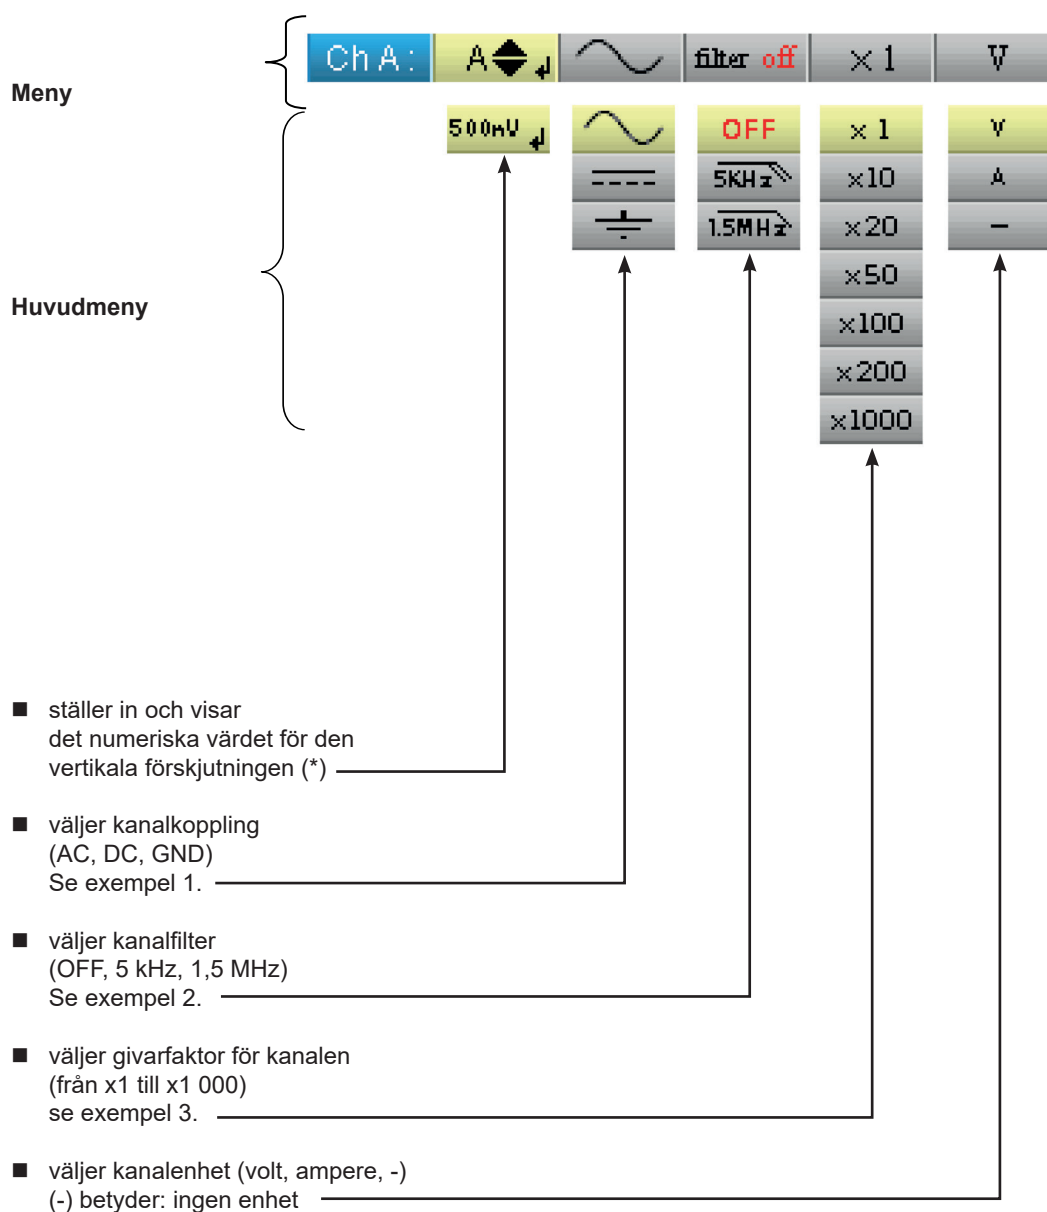 Meny
Ch A: A filter off ×1 V
Huvudmeny
500mV OFF ×1 V
5KHz ×10 A
1.5MHz ×20 −
×50
×100
×200
×1000
■ ställer in och visar
det numeriska värdet för den
vertikala förskjutningen (*)
■ väljer kanalkoppling
(AC, DC, GND)
Se exempel 1.
■ väljer kanalfilter
(OFF, 5 kHz, 1,5 MHz)
Se exempel 2.
■ väljer givarfaktor för kanalen
(från x1 till x1 000)
se exempel 3.
■ väljer kanalenhet (volt, ampere, -)
(-) betyder: ingen enhet